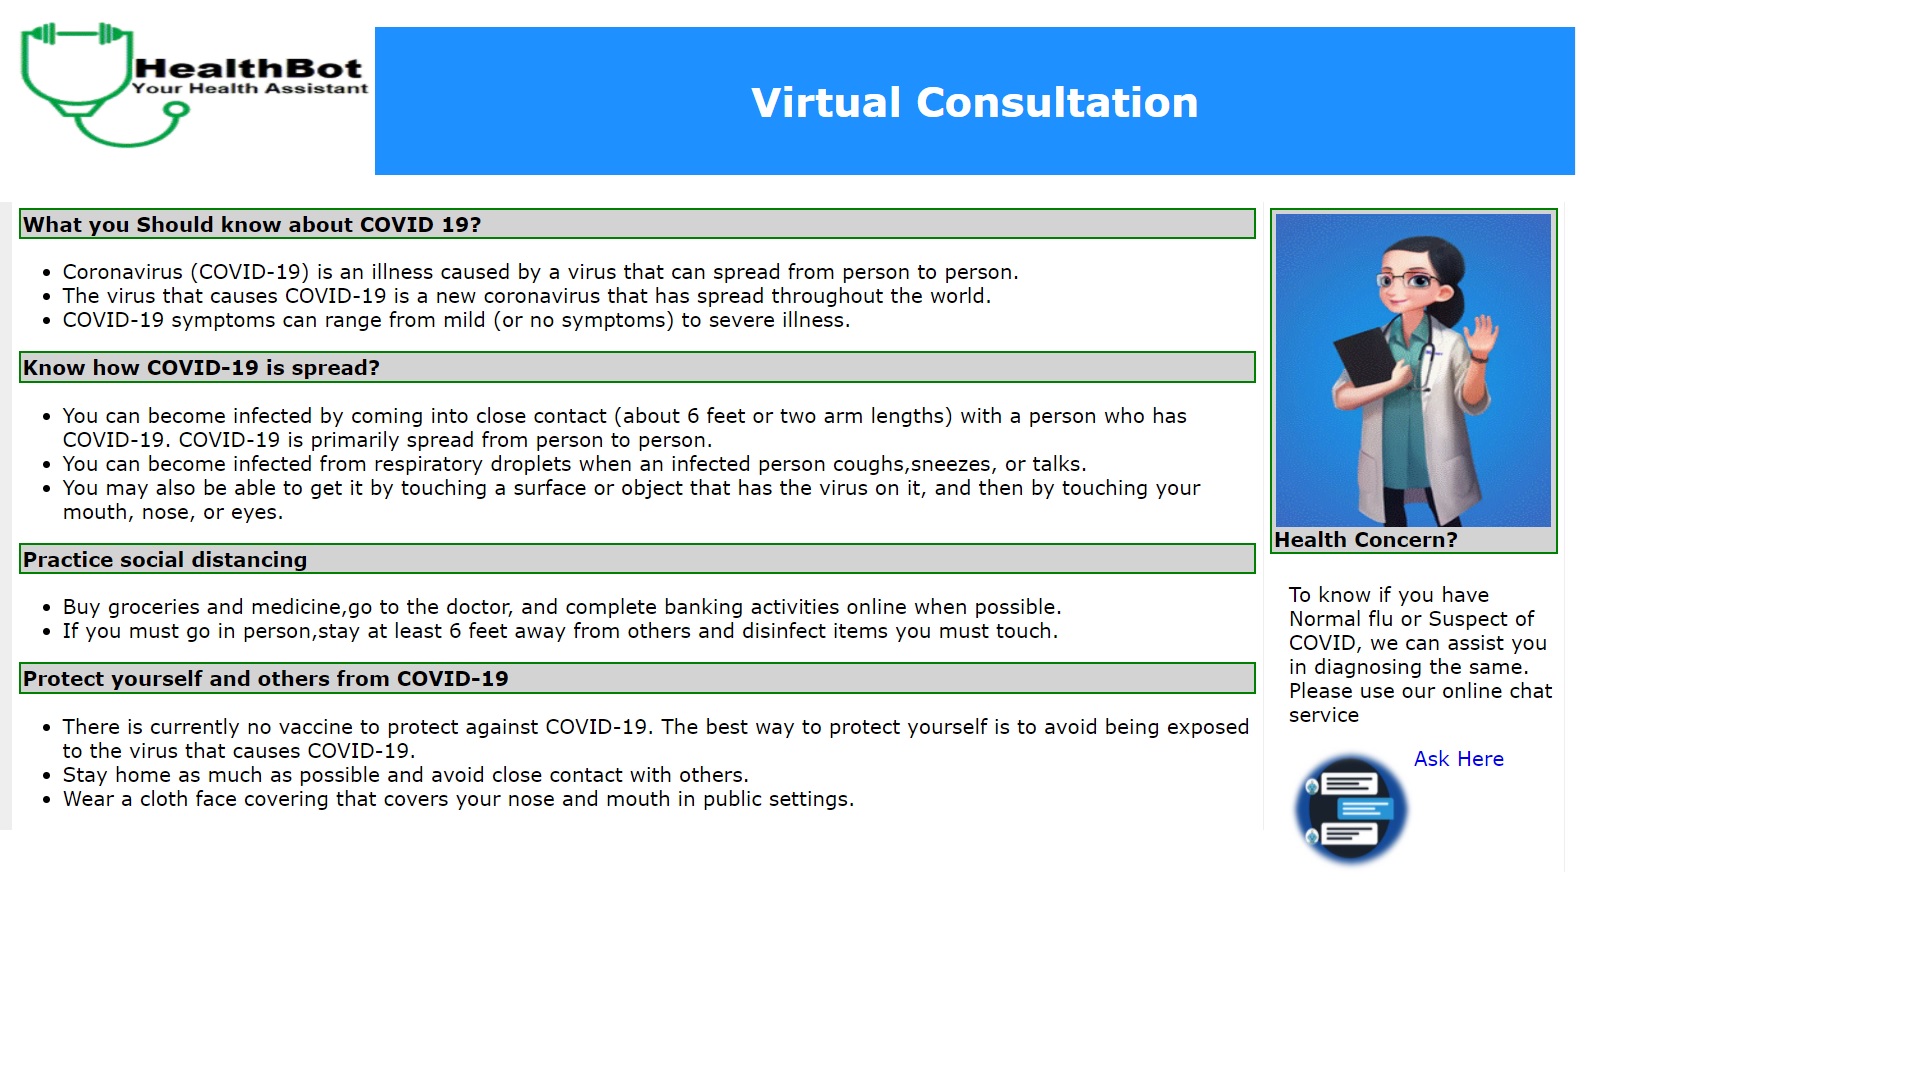 HealthBot
Your Health Assistant
Virtual Consultation
What you Should know about COVID 19?
Coronavirus (COVID-19) is an illness caused by a virus that can spread from person to person.
The virus that causes COVID-19 is a new coronavirus that has spread throughout the world.
COVID-19 symptoms can range from mild (or no symptoms) to severe illness.
Know how COVID-19 is spread?
You can become infected by coming into close contact (about 6 feet or two arm lengths) with a person who has
COVID-19. COVID-19 is primarily spread from person to person.
You can become infected from respiratory droplets when an infected person coughs,sneezes, or talks.
You may also be able to get it by touching a surface or object that has the virus on it, and then by touching your
mouth, nose, or eyes.
Practice social distancing
Buy groceries and medicine,go to the doctor, and complete banking activities online when possible.
If you must go in person,stay at least 6 feet away from others and disinfect items you must touch.
Protect yourself and others from COVID-19
There is currently no vaccine to protect against COVID-19. The best way to protect yourself is to avoid being exposed
to the virus that causes COVID-19.
Stay home as much as possible and avoid close contact with others.
Wear a cloth face covering that covers your nose and mouth in public settings.
Health Concern?
To know if you have
Normal flu or Suspect of
COVID, we can assist you
in diagnosing the same.
Please use our online chat
service
Ask Here